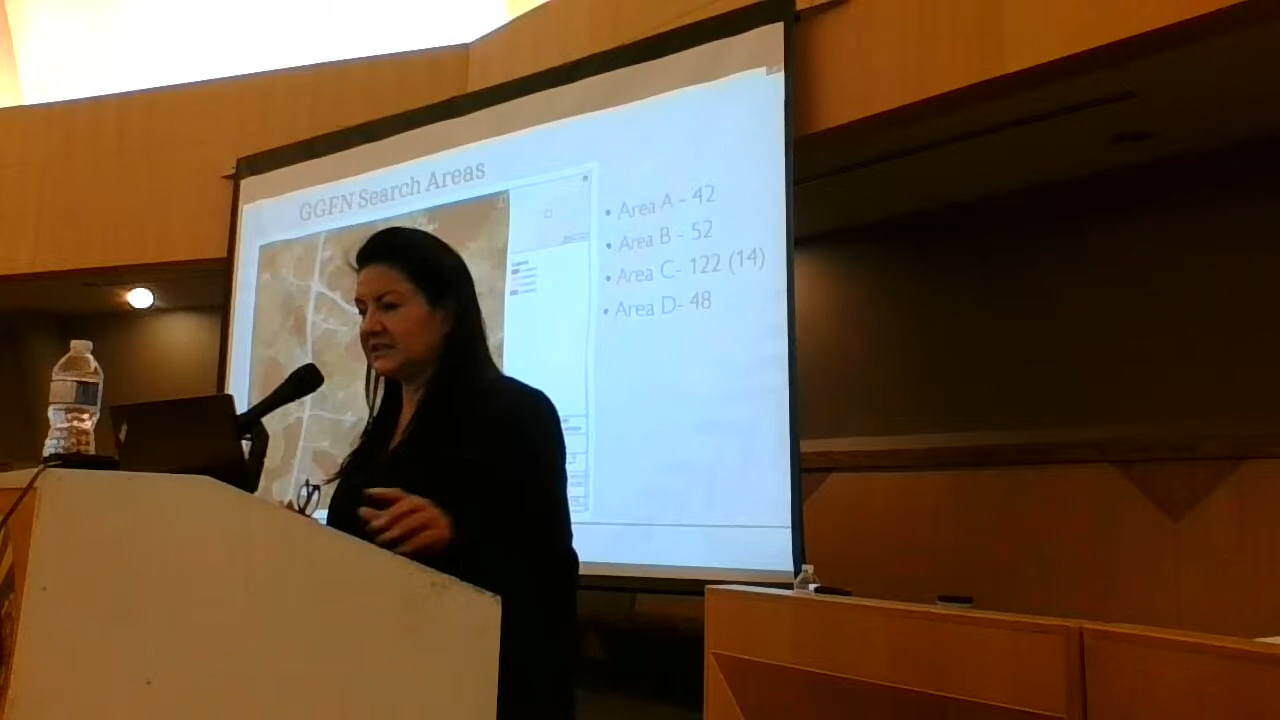 GGFN Search Areas
• Area A - 42
• Area B - 52
• Area C- 122 (14)
• Area D- 48